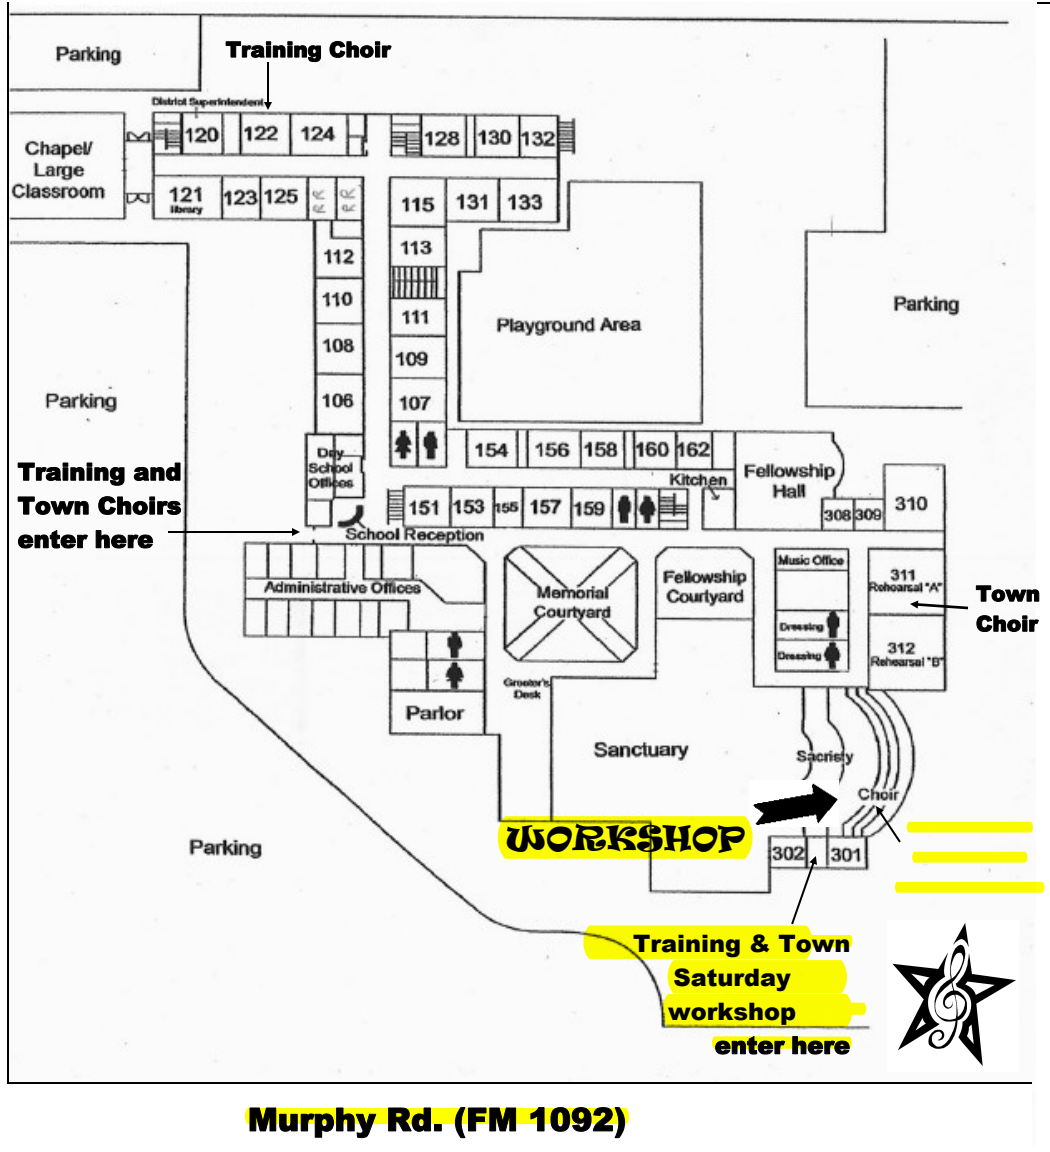 Parking
Training Choir
District Superintendent
120
122
124
128
130
132
Chapel/
Large
Classroom
121
library
123
125
RR
RR
115
131
133
113
112
110
111
Playground Area
Parking
108
109
106
107
Parking
154
156
158
160
162
Day
School
Offices
Training and
Town Choirs
enter here
Kitchen
Fellowship
Hall
151
153
155
157
159
308
309
310
School Reception
Administrative Offices
Memorial
Courtyard
Fellowship
Courtyard
Music Office
Dressing
Dressing
311
Rehearsal "A"
312
Rehearsal "B"
Town
Choir
Greeter's
Desk
Parlor
Sanctuary
Sacristy
Choir
WORKSHOP
302
301
Parking
Training & Town
Saturday
workshop
enter here
Murphy Rd. (FM 1092)